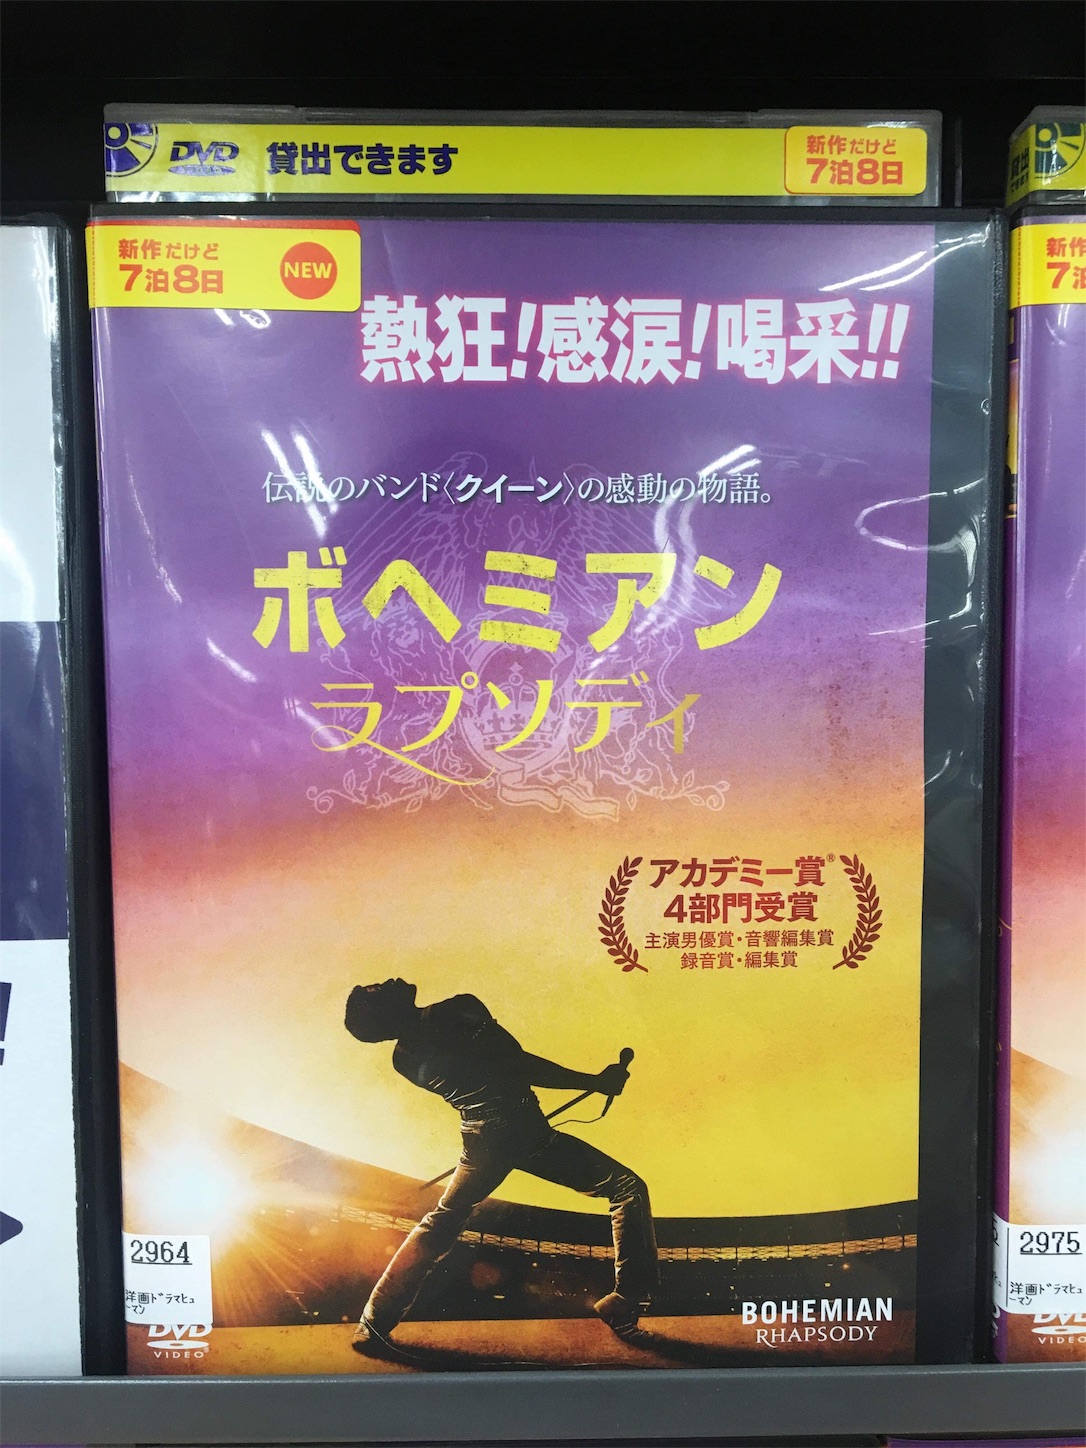 DVD 貸出できます
新作だけど
7泊8日
新作だけど
7泊8日
NEW
熱狂!感涙!喝采!!
伝説のバンド〈クイーン〉の感動の物語。
ボヘミアン
ラプソディ
アカデミー賞®
4部門受賞
主演男優賞・音響編集賞
録音賞・編集賞
2964
洋画ドラマヒュ
ーマン
DVD
VIDEO
BOHEMIAN
RHAPSODY
貸出
新作
7泊
2975
洋画ドラマヒュ
ーマン